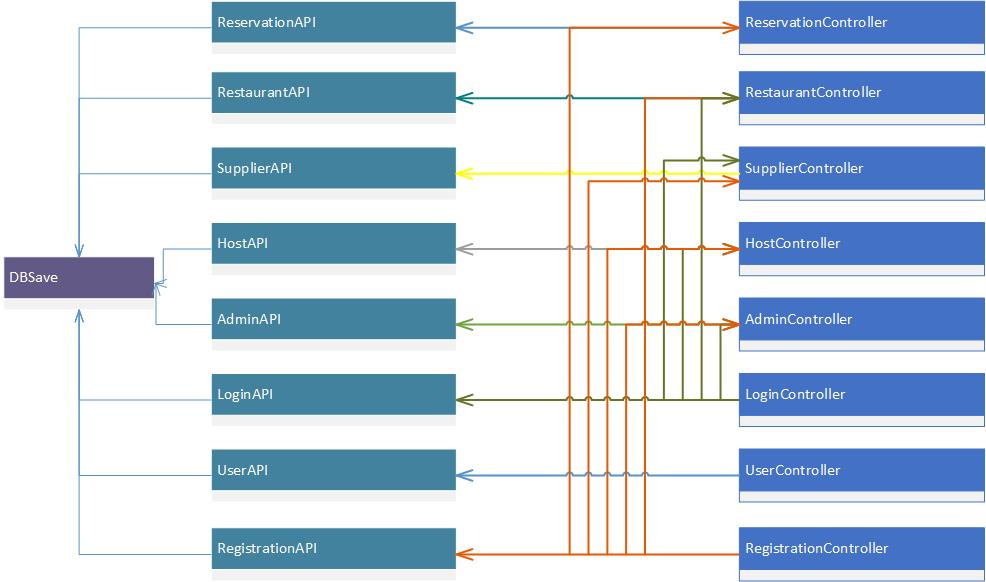 ReservationAPI
ReservationController
RestaurantAPI
RestaurantController
SupplierAPI
SupplierController
HostAPI
HostController
DBSave
AdminAPI
AdminController
LoginAPI
LoginController
UserAPI
UserController
RegistrationAPI
RegistrationController